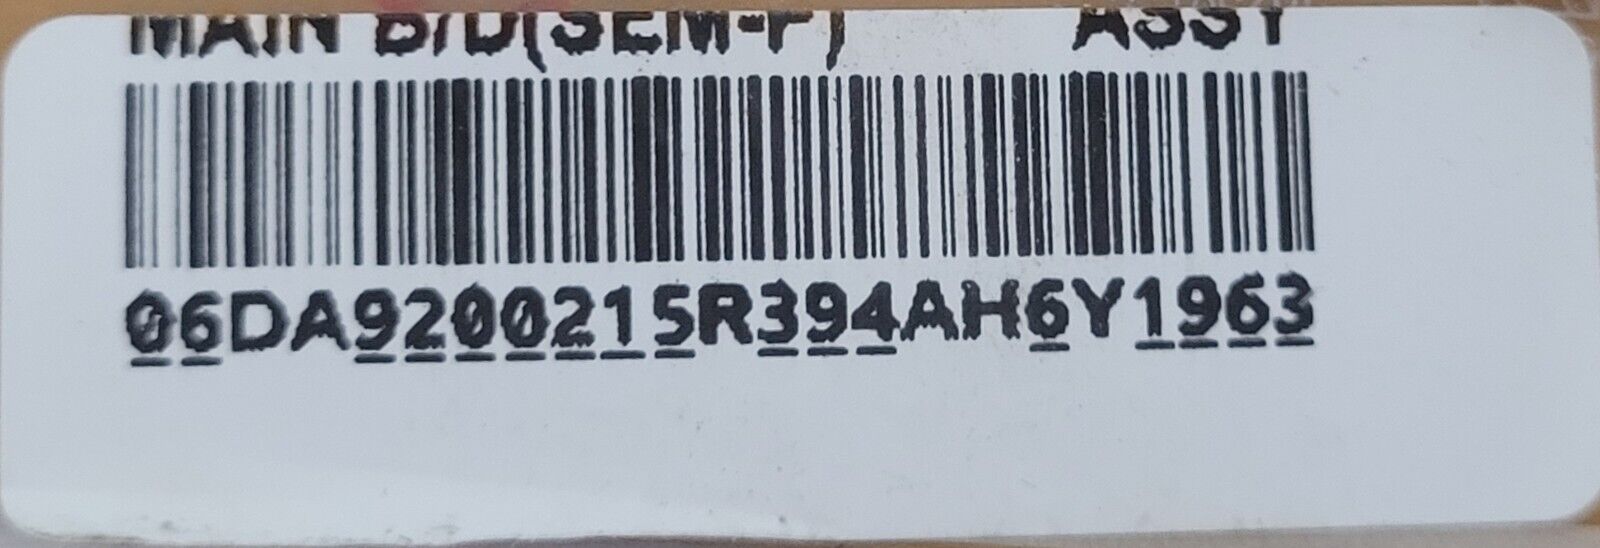 MAIN B/D(SEM-P) ASSY
06DA9200215R394AH6Y1963